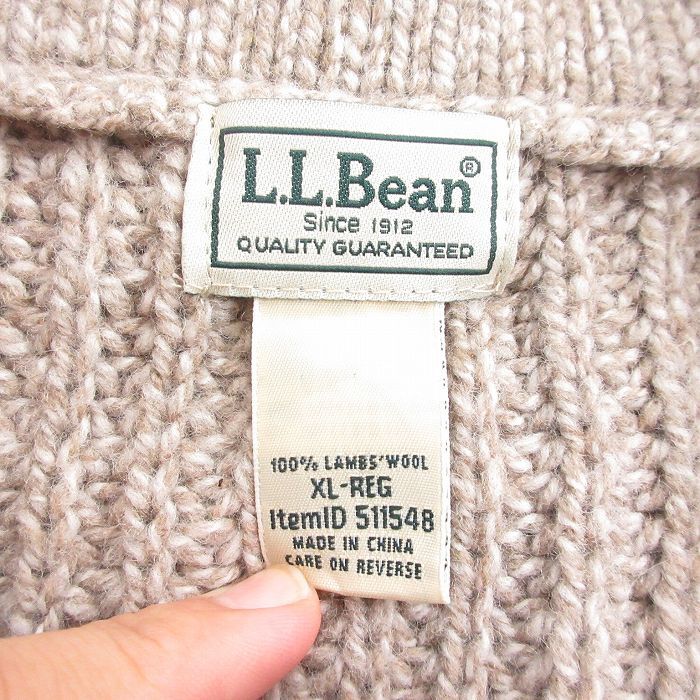 L.L.Bean®
Since 1912
QUALITY GUARANTEED
100% LAMBS' WOOL
XL-REG
ItemID 511548
MADE IN CHINA
CARE ON REVERSE